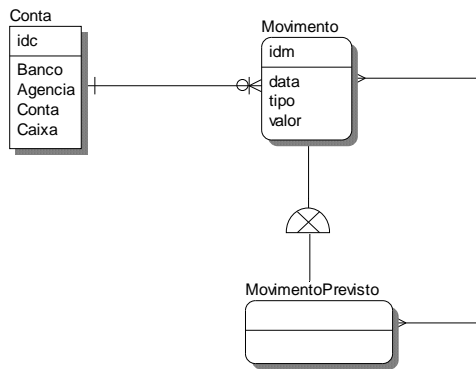 Conta
idc
Banco
Agencia
Conta
Caixa
Movimento
idm
data
tipo
valor
MovimentoPrevisto